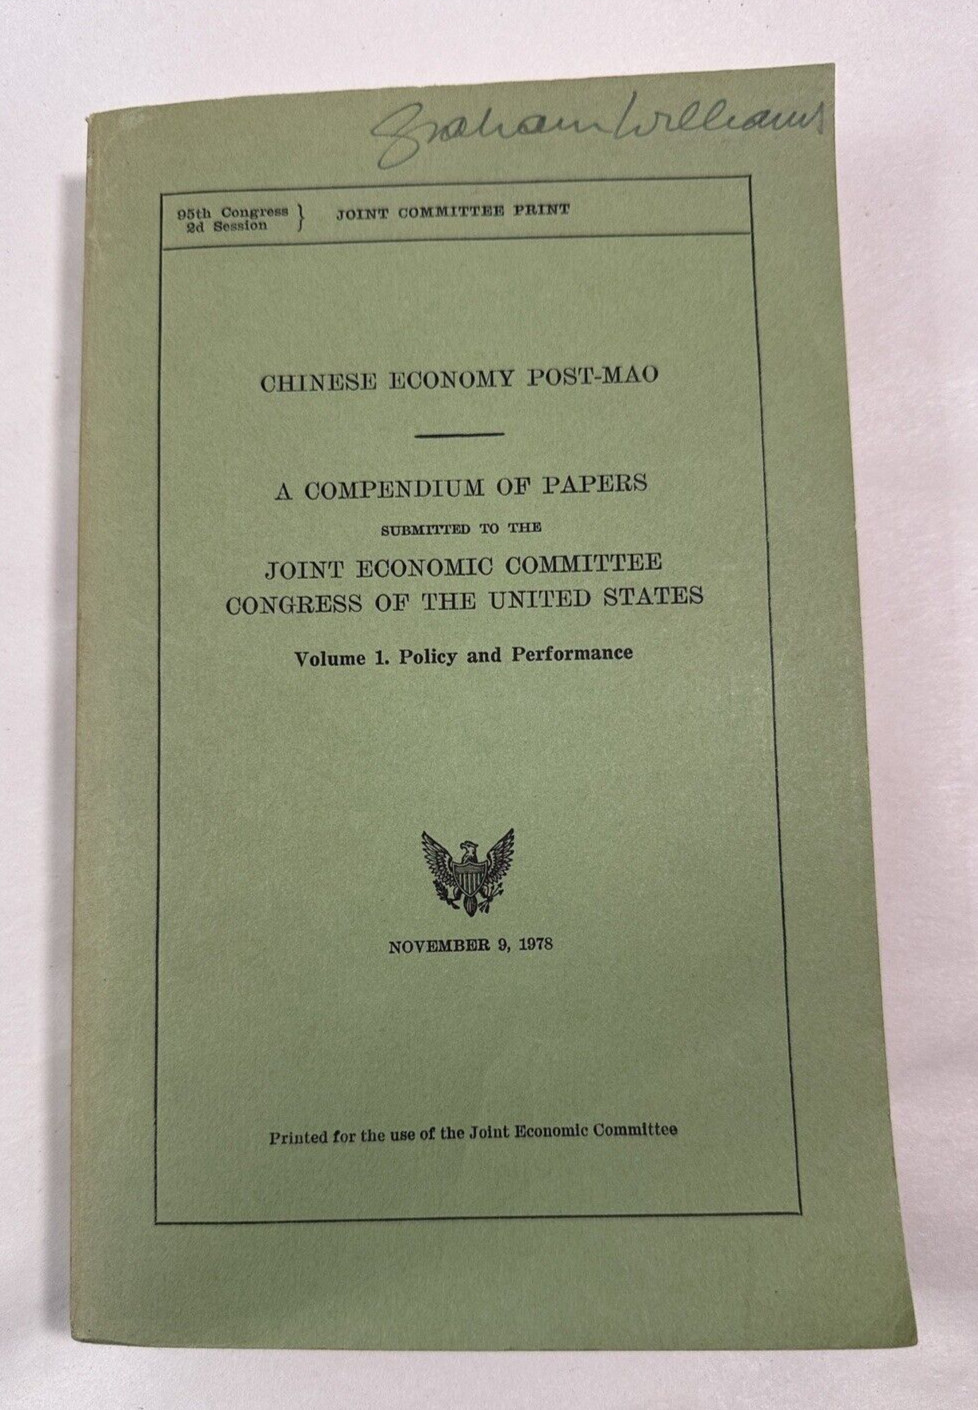 Graham Williams
95th Congress
2d Session } JOINT COMMITTEE PRINT
CHINESE ECONOMY POST-MAO
A COMPENDIUM OF PAPERS
SUBMITTED TO THE
JOINT ECONOMIC COMMITTEE
CONGRESS OF THE UNITED STATES
Volume 1. Policy and Performance
NOVEMBER 9, 1978
Printed for the use of the Joint Economic Committee